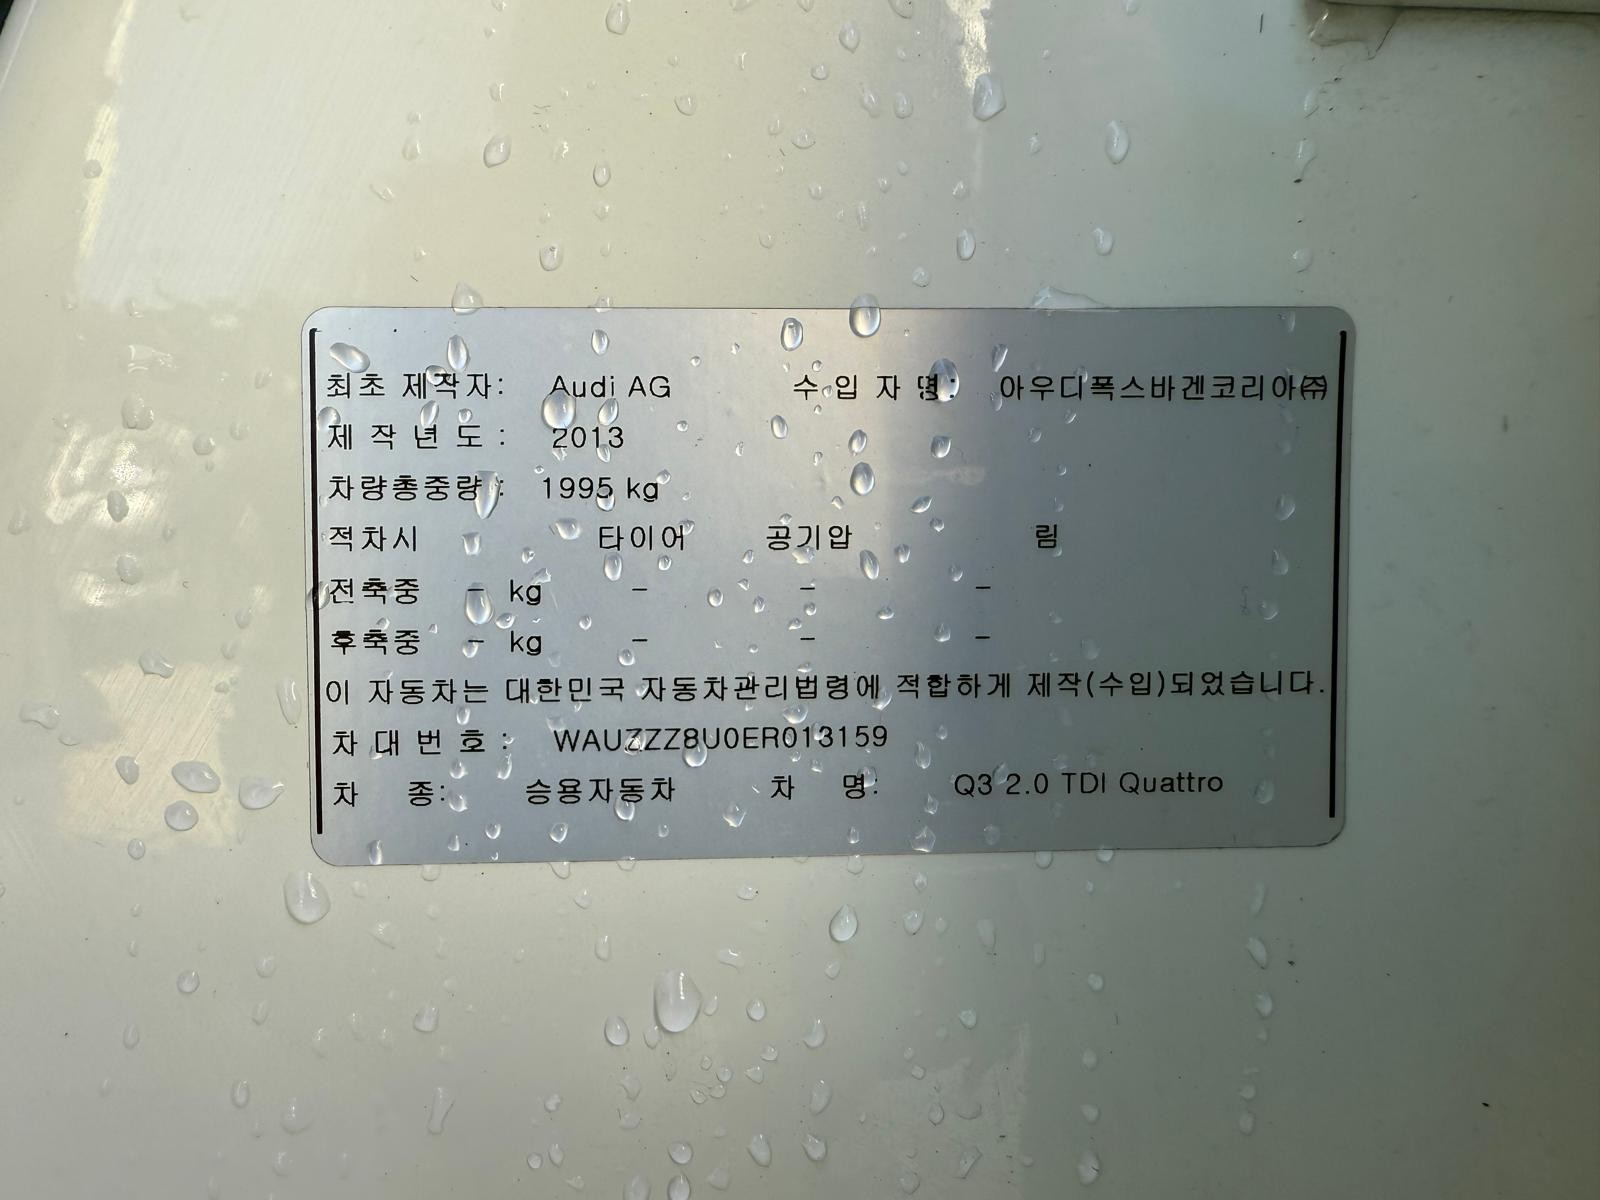 최초 제작자: Audi AG 수 입 자 명: 아우디폭스바겐코리아㈜
제 작 년 도 : 2013
차량총중량 : 1995 kg
적차시 타이어 공기압 림
전축중 - kg - - -
후축중 - kg - - -
이 자동차는 대한민국 자동차관리법령에 적합하게 제작(수입)되었습니다.
차 대 번 호 : WAUZZZ8U0ER013159
차 종: 승용자동차 차 명: Q3 2.0 TDI Quattro